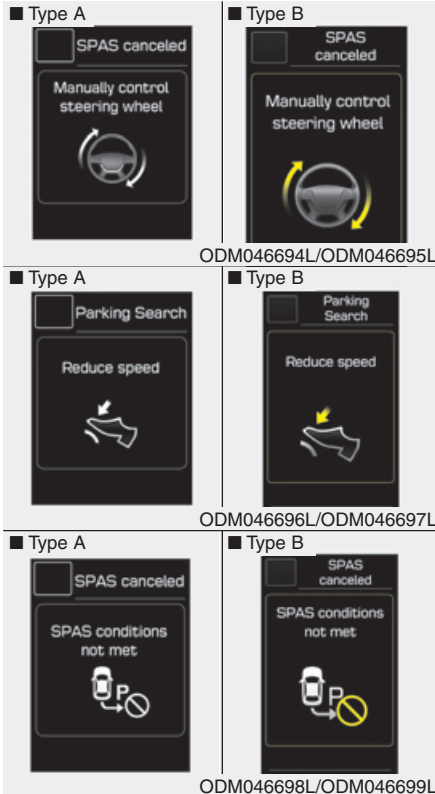 ■ Type A
SPAS canceled
Manually control
steering wheel
■ Type B
SPAS
canceled
Manually control
steering wheel
ODM046694L/ODM046695L
■ Type A
Parking Search
Reduce speed
■ Type B
Parking
Search
Reduce speed
ODM046696L/ODM046697L
■ Type A
SPAS canceled
SPAS conditions
not met
P
■ Type B
SPAS
canceled
SPAS conditions
not met
P
ODM046698L/ODM046699L